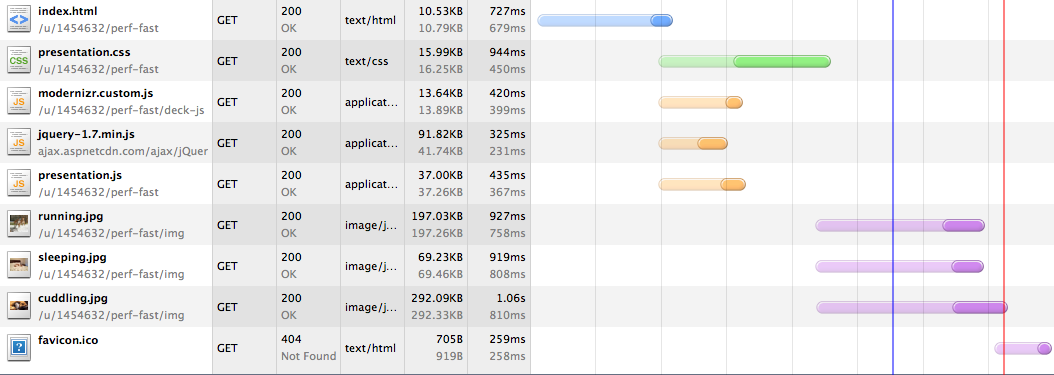 index.html GET 200 text/html 10.53KB 727ms
/u/1454632/perf-fast OK 10.79KB 679ms
presentation.css GET 200 text/css 15.99KB 944ms
/u/1454632/perf-fast OK 16.25KB 450ms
modernizr.custom.js GET 200 applicat... 13.64KB 420ms
/u/1454632/perf-fast/deck-js OK 13.89KB 399ms
jquery-1.7.min.js GET 200 applicat... 91.82KB 325ms
ajax.aspnetcdn.com/ajax/jQuer OK 41.74KB 231ms
presentation.js GET 200 applicat... 37.00KB 435ms
/u/1454632/perf-fast OK 37.26KB 367ms
running.jpg GET 200 image/j... 197.03KB 927ms
/u/1454632/perf-fast/img OK 197.26KB 758ms
sleeping.jpg GET 200 image/j... 69.23KB 919ms
/u/1454632/perf-fast/img OK 69.46KB 808ms
cuddling.jpg GET 200 image/j... 292.09KB 1.06s
/u/1454632/perf-fast/img OK 292.33KB 810ms
favicon.ico GET 404 text/html 705B 259ms
Not Found 919B 258ms